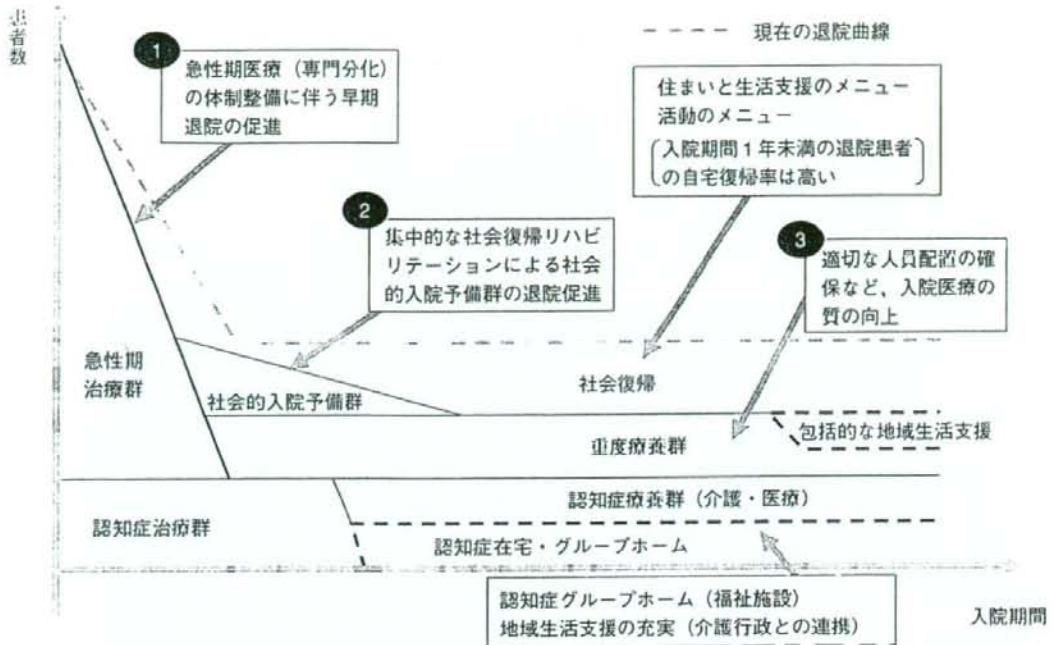 患者数
現在の退院曲線
1
急性期医療（専門分化）
の体制整備に伴う早期
退院の促進
住まいと生活支援のメニュー
活動のメニュー
入院期間1年未満の退院患者
の自宅復帰率は高い
2
集中的な社会復帰リハビ
リテーションによる社会
的入院予備群の退院促進
3
適切な人員配置の確
保など、入院医療の
質の向上
急性期
治療群
社会的入院予備群
社会復帰
包括的な地域生活支援
重度療養群
認知症療養群（介護・医療）
認知症治療群
認知症在宅・グループホーム
認知症グループホーム（福祉施設）
地域生活支援の充実（介護行政との連携）
入院期間